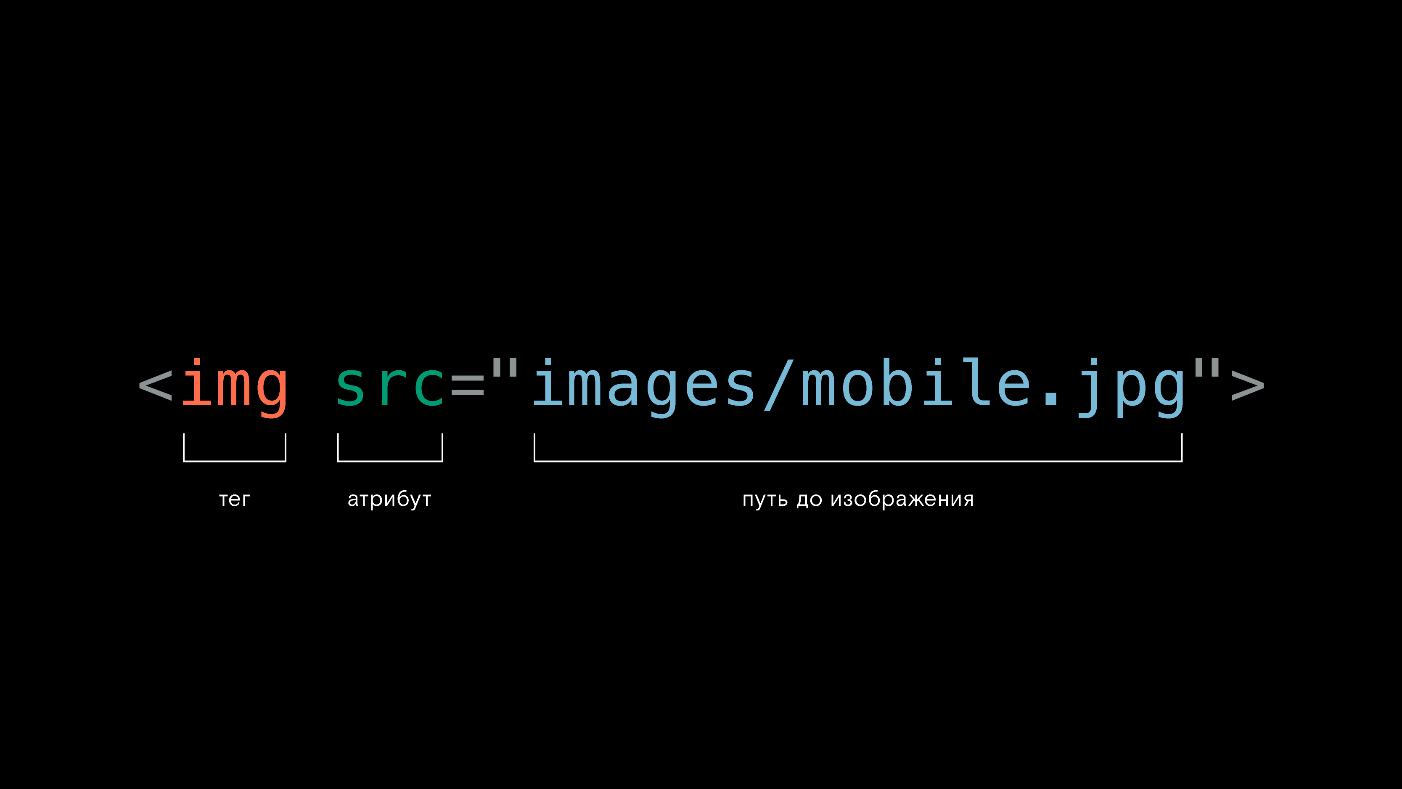 <img src="images/mobile.jpg">
тег атрибут путь до изображения